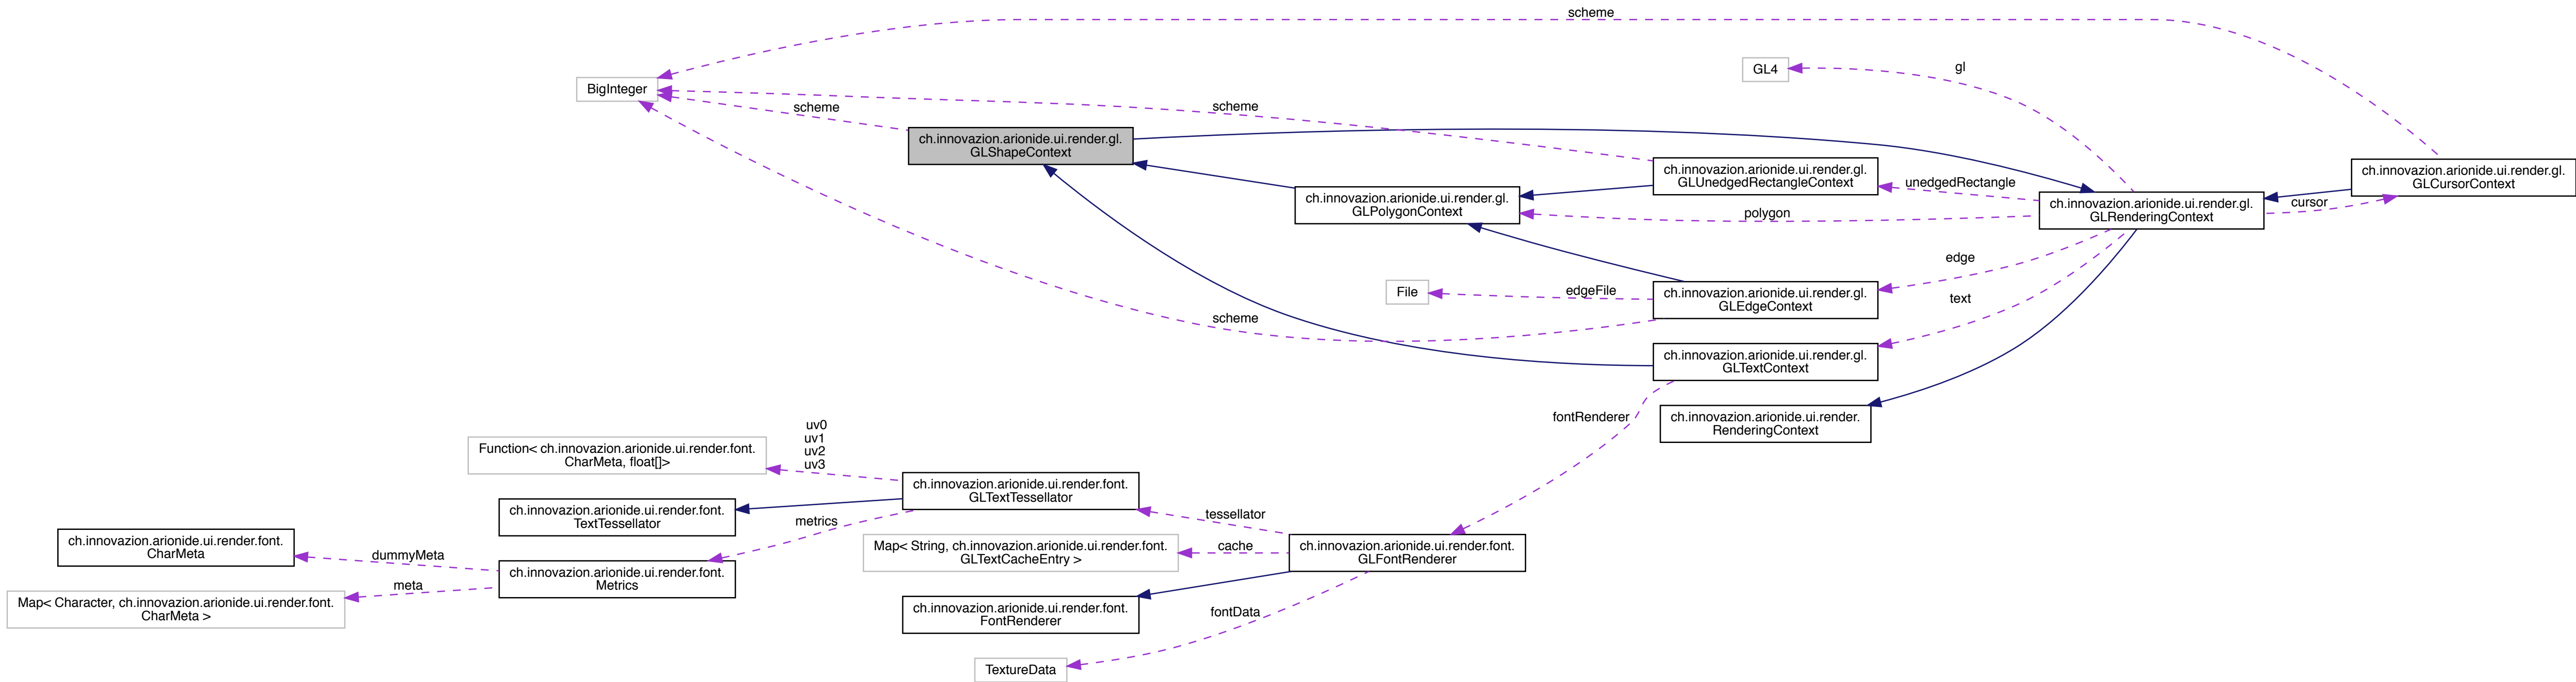 scheme
GL4
gl
BigInteger
scheme
scheme
ch.innovazion.arionide.ui.render.gl.
GLShapeContext
ch.innovazion.arionide.ui.render.gl.
GLUnedgedRectangleContext
unedgedRectangle
ch.innovazion.arionide.ui.render.gl.
GLCursorContext
ch.innovazion.arionide.ui.render.gl.
GLPolygonContext
polygon
ch.innovazion.arionide.ui.render.gl.
GLRenderingContext
cursor
edge
File
edgeFile
ch.innovazion.arionide.ui.render.gl.
GLEdgeContext
text
scheme
ch.innovazion.arionide.ui.render.gl.
GLTextContext
fontRenderer
ch.innovazion.arionide.ui.render.
RenderingContext
uv0
uv1
uv2
uv3
Function< ch.innovazion.arionide.ui.render.font.
CharMeta, float[]>
ch.innovazion.arionide.ui.render.font.
GLTextTessellator
ch.innovazion.arionide.ui.render.font.
TextTessellator
metrics
tessellator
ch.innovazion.arionide.ui.render.font.
CharMeta
dummyMeta
ch.innovazion.arionide.ui.render.font.
Metrics
Map< String, ch.innovazion.arionide.ui.render.font.
GLTextCacheEntry >
cache
ch.innovazion.arionide.ui.render.font.
GLFontRenderer
meta
Map< Character, ch.innovazion.arionide.ui.render.font.
CharMeta >
ch.innovazion.arionide.ui.render.font.
FontRenderer
fontData
TextureData